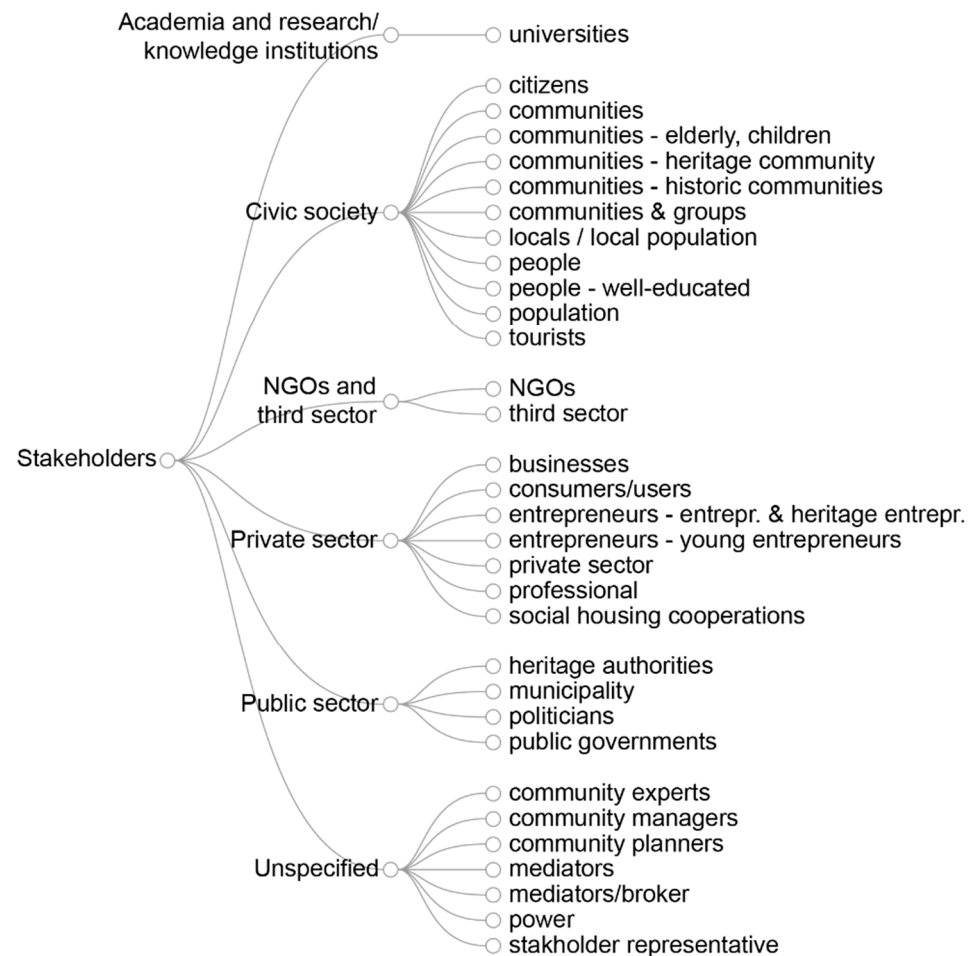 Academia and research/
knowledge institutions
universities
Civic society
citizens
communities
communities - elderly, children
communities - heritage community
communities - historic communities
communities & groups
locals / local population
people
people - well-educated
population
tourists
NGOs and
third sector
NGOs
third sector
Stakeholders
Private sector
businesses
consumers/users
entrepreneurs - entrepr. & heritage entrepr.
entrepreneurs - young entrepreneurs
private sector
professional
social housing cooperations
Public sector
heritage authorities
municipality
politicians
public governments
Unspecified
community experts
community managers
community planners
mediators
mediators/broker
power
stakholder representative